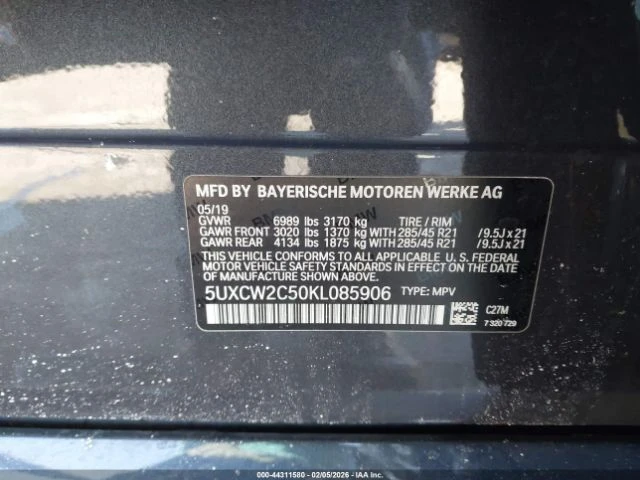 MFD BY BAYERISCHE MOTOREN WERKE AG
05/19
GVWR 6989 lbs 3170 kg TIRE / RIM
GAWR FRONT 3020 lbs 1370 kg WITH 285/45 R21 / 9.5J x 21
GAWR REAR 4134 lbs 1875 kg WITH 285/45 R21 / 9.5J x 21
THIS VEHICLE CONFORMS TO ALL APPLICABLE U. S. FEDERAL
MOTOR VEHICLE SAFETY STANDARDS IN EFFECT ON THE DATE
OF MANUFACTURE SHOWN ABOVE.
5UXCW2C50KL085906 TYPE: MPV
C27M
7 320 729
000-44311580 - 02/05/2026 - IAAI.COM